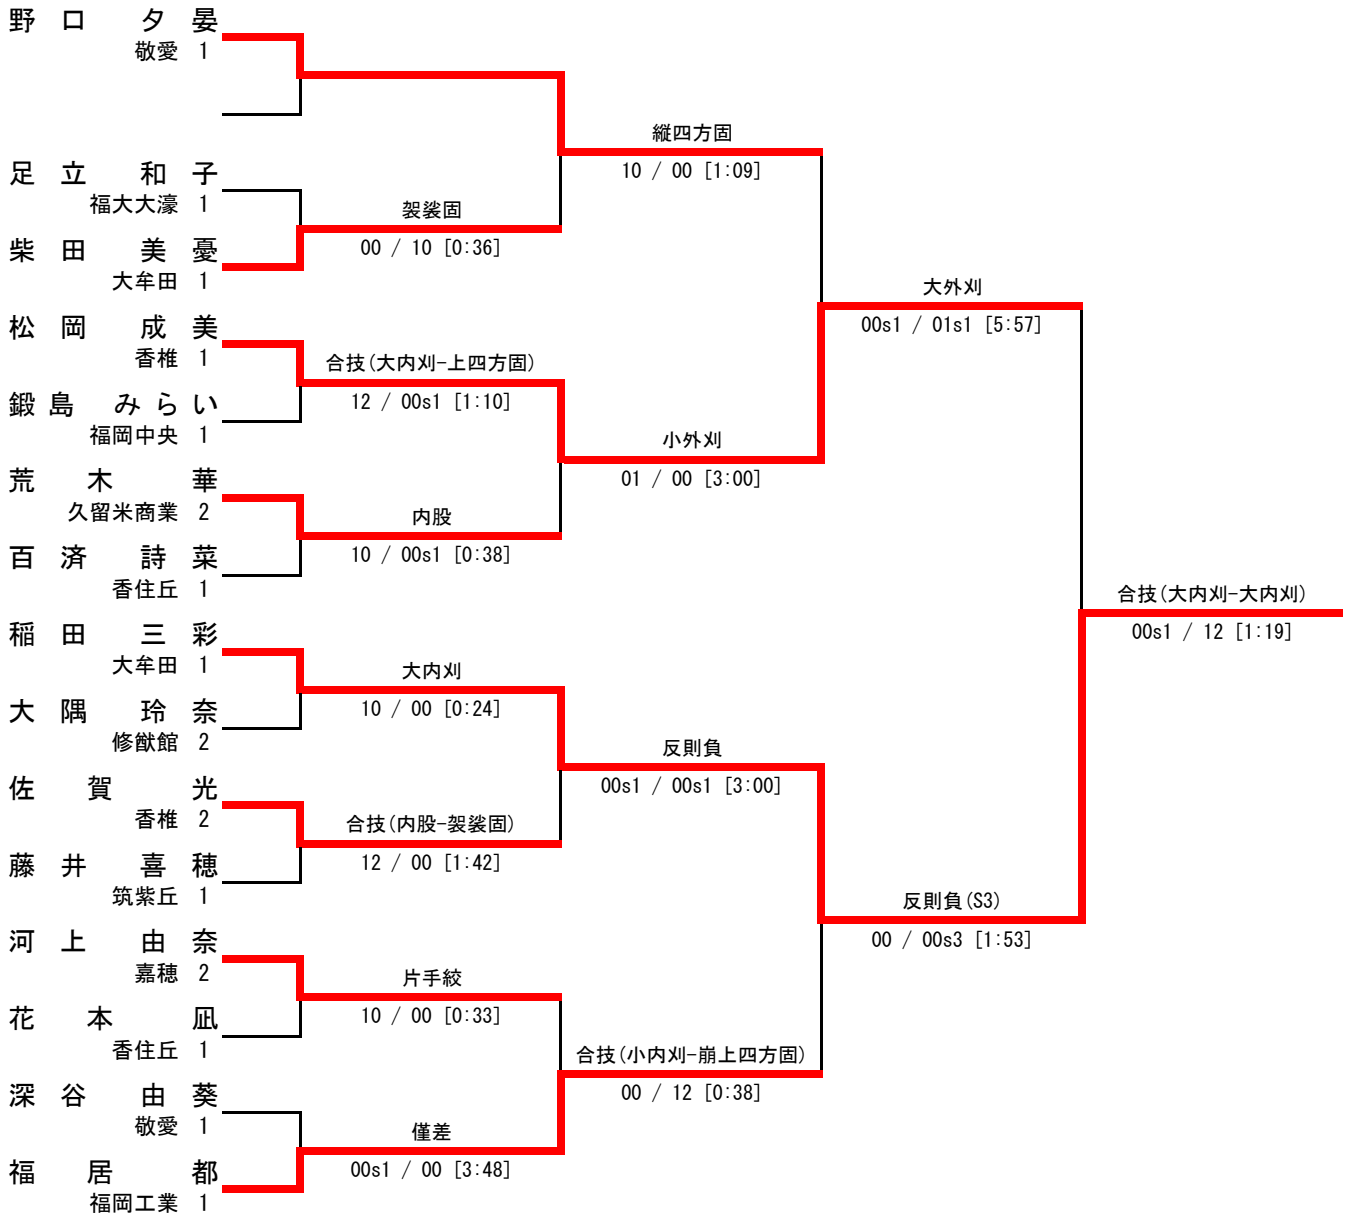 野口 夕晏
敬愛 1
足立 和子
福大大濠 1
柴田 美憂
大牟田 1
松岡 成美
香椎 1
鍛島 みらい
福岡中央 1
荒木 華
久留米商業 2
百済 詩菜
香住丘 1
稲田 三彩
大牟田 1
大隅 玲奈
修猷館 2
佐賀 光
香椎 2
藤井 喜穂
筑紫丘 1
河上 由奈
嘉穂 2
花本 凪
香住丘 1
深谷 由葵
敬愛 1
福居 都
福岡工業 1
袈裟固
00 / 10 [0:36]
合技(大内刈-上四方固)
12 / 00s1 [1:10]
内股
10 / 00s1 [0:38]
大内刈
10 / 00 [0:24]
合技(内股-袈裟固)
12 / 00 [1:42]
片手絞
10 / 00 [0:33]
僅差
00s1 / 00 [3:48]
縦四方固
10 / 00 [1:09]
小外刈
01 / 00 [3:00]
反則負
00s1 / 00s1 [3:00]
合技(小内刈-崩上四方固)
00 / 12 [0:38]
大外刈
00s1 / 01s1 [5:57]
反則負(S3)
00 / 00s3 [1:53]
合技(大内刈-大内刈)
00s1 / 12 [1:19]